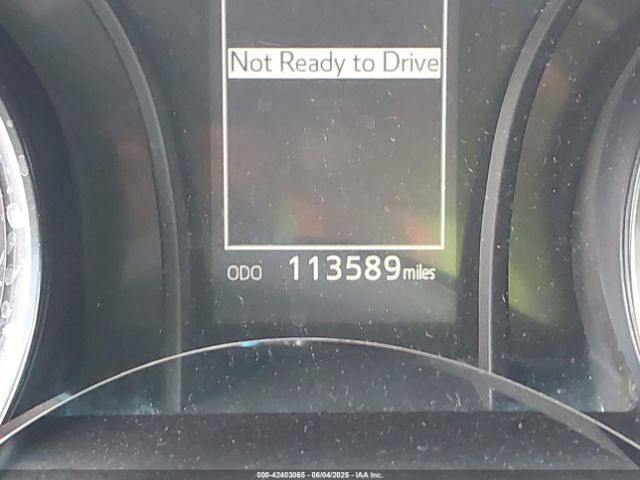 Not Ready to Drive
ODO 113589 miles
000-42403065 - 06/04/2025 - IAA Inc.